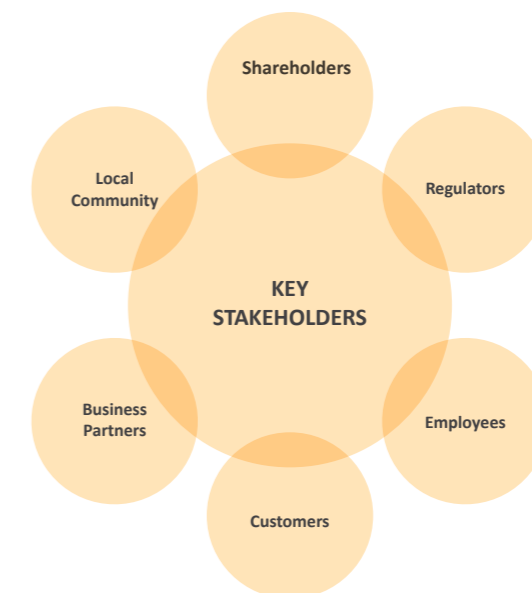 Shareholders
Local
Community
Regulators
KEY
STAKEHOLDERS
Business
Partners
Employees
Customers